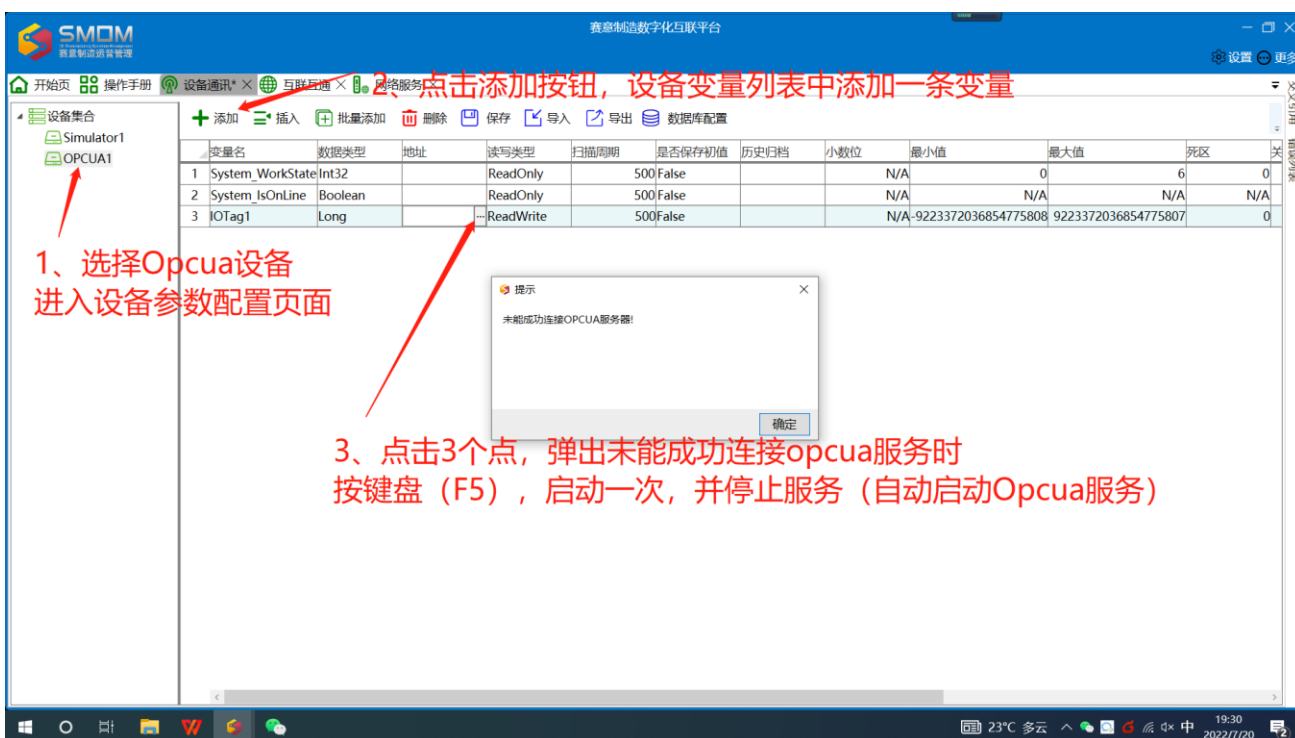 SMOM
赛意制造运营管理
赛意制造数字化互联平台
设置 更多
开始页 操作手册 设备通讯* 互联互通 网络服务
2、点击添加按钮，设备变量列表中添加一条变量
设备集合
Simulator1
OPCUA1
添加 插入 批量添加 删除 保存 导入 导出 数据库配置
变量名 数据类型 地址 读写类型 扫描周期 是否保存初值 历史归档 小数位 最小值 最大值 死区 关
1 System_WorkState Int32 ReadOnly 500 False N/A 0 6 0
2 System_IsOnLine Boolean ReadOnly 500 False N/A N/A N/A N/A
3 IOTag1 Long ... ReadWrite 500 False N/A -9223372036854775808 9223372036854775807 0
1、选择Opcua设备
进入设备参数配置页面
提示
未能成功连接OPCUA服务器!
确定
3、点击3个点，弹出未能成功连接opcua服务时
按键盘（F5），启动一次，并停止服务（自动启动Opcua服务）
23°C 多云 中 19:30
2022/7/20